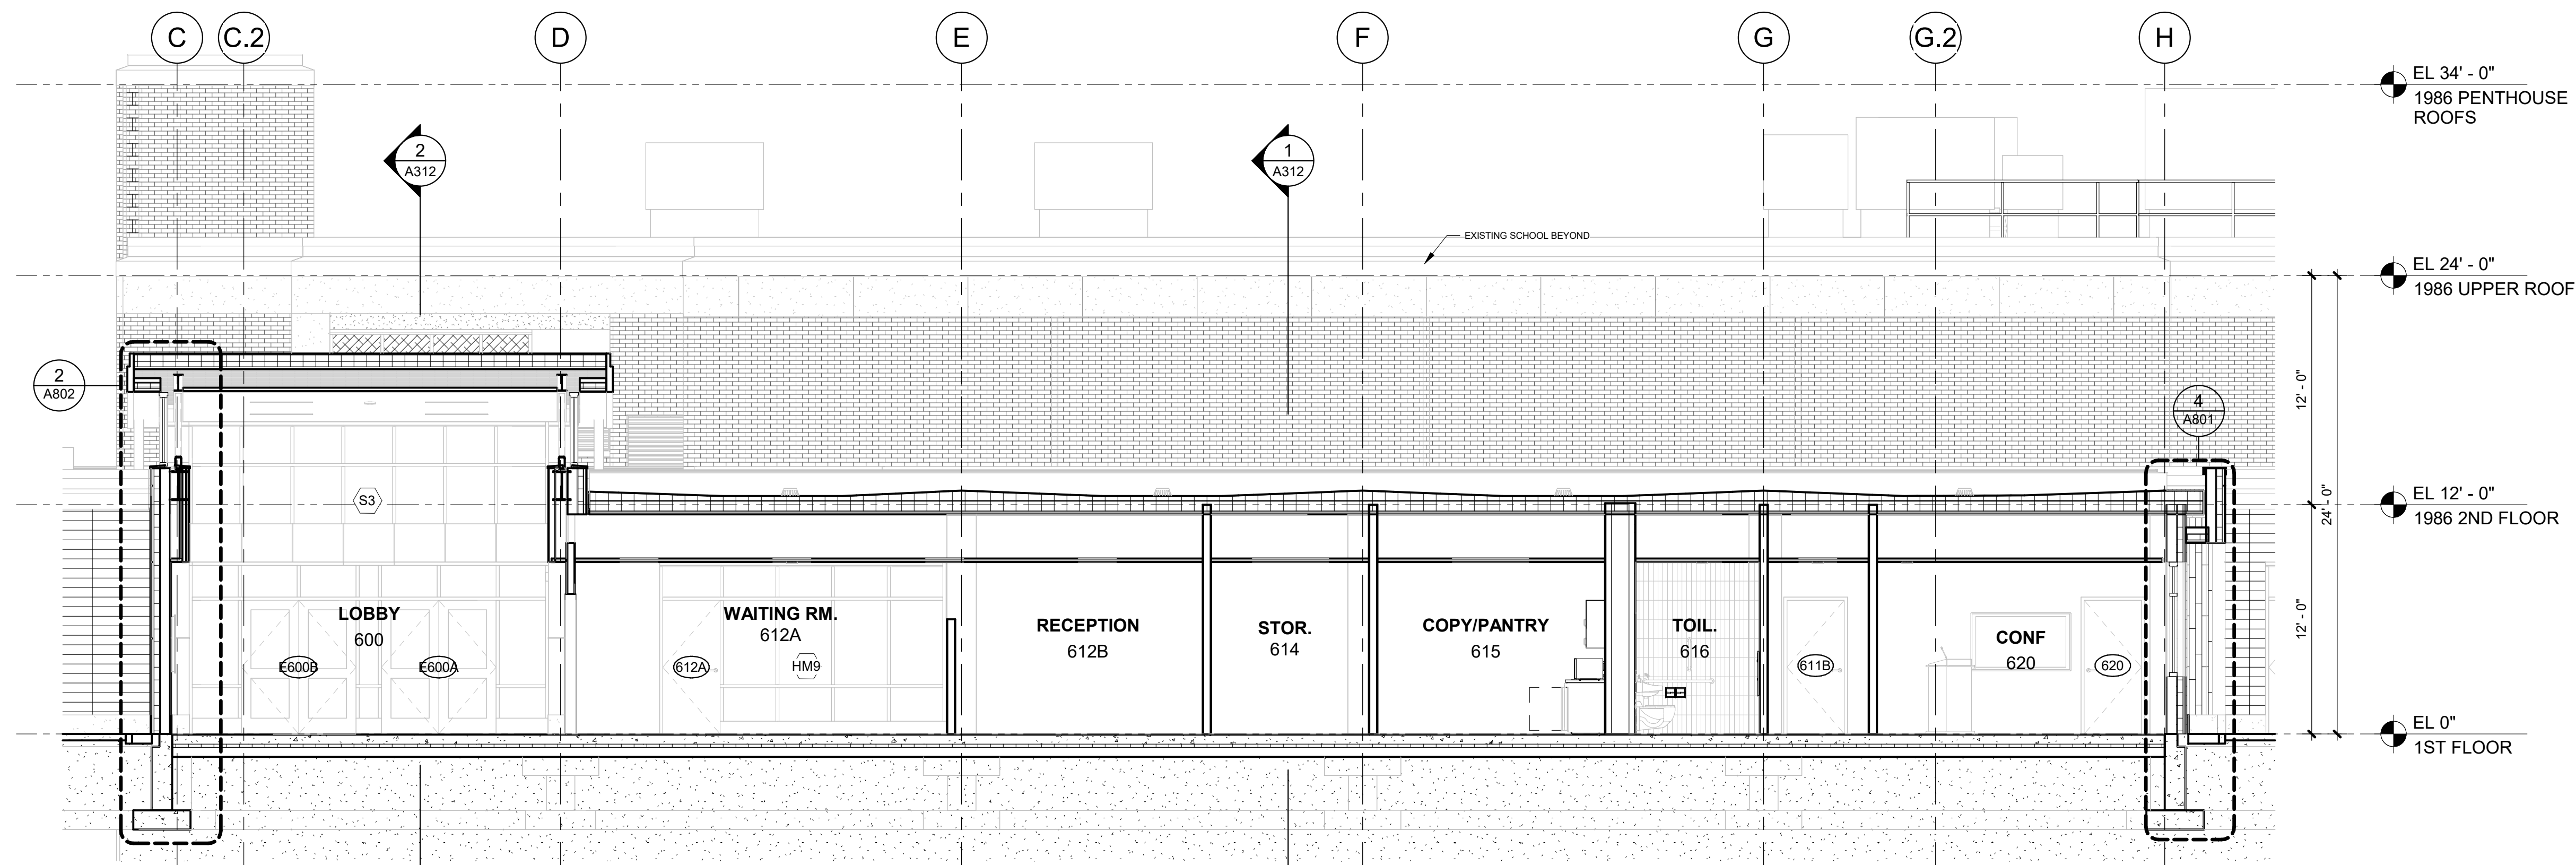 C
C.2
D
E
F
G
G.2
H
EL 34' - 0"
1986 PENTHOUSE
ROOFS
2
A312
1
A312
EXISTING SCHOOL BEYOND
EL 24' - 0"
1986 UPPER ROOF
2
A802
12' - 0"
4
A801
S3
24' - 0"
EL 12' - 0"
1986 2ND FLOOR
LOBBY
600
WAITING RM.
612A
RECEPTION
612B
STOR.
614
COPY/PANTRY
615
TOIL.
616
CONF
620
E600B
E600A
612A
HM9
611B
620
12' - 0"
EL 0"
1ST FLOOR